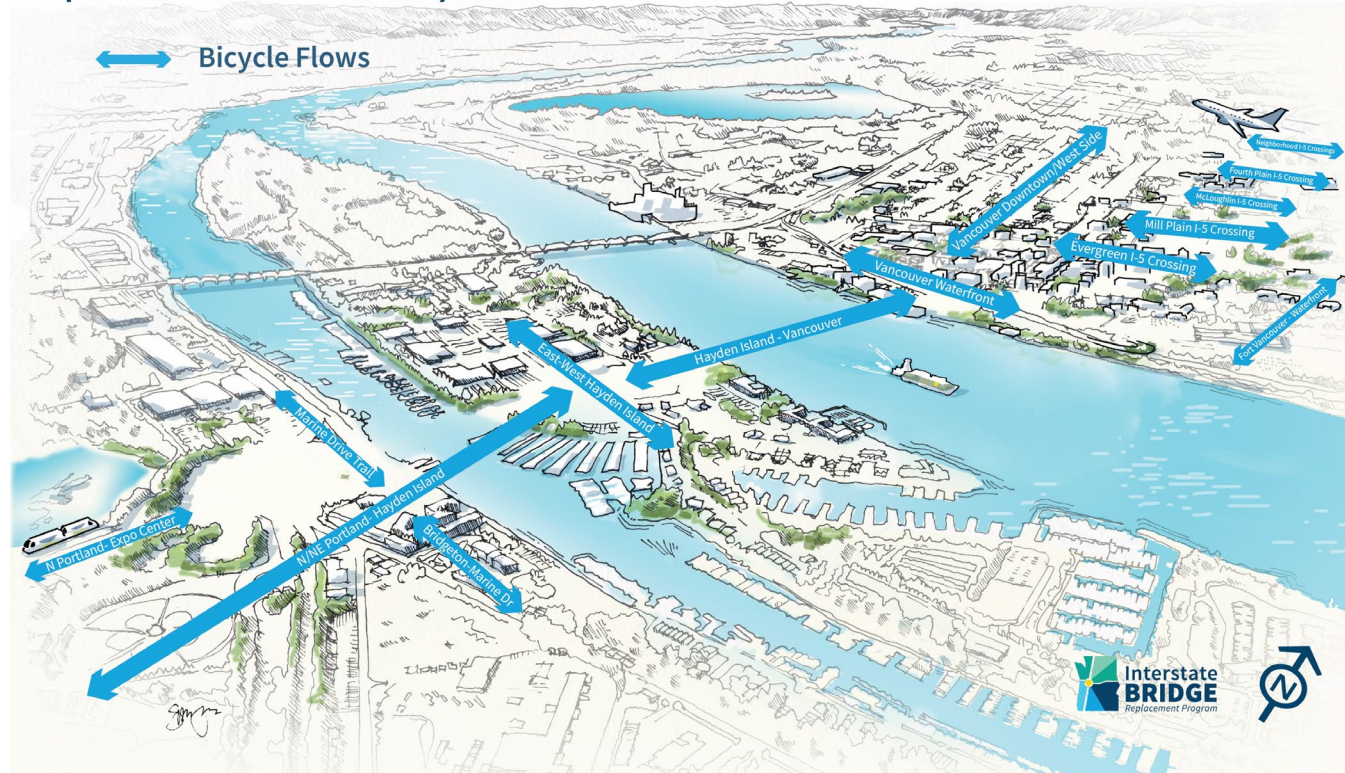 Bicycle Flows
Neighborhood I-5 Crossings
Fourth Plain I-5 Crossing
McLoughlin I-5 Crossing
Mill Plain I-5 Crossing
Evergreen I-5 Crossing
Vancouver Downtown/West Side
Vancouver Waterfront
Fort Vancouver - Waterfront
Hayden Island - Vancouver
East-West Hayden Island
Marine Drive Trail
N/NE Portland- Hayden Island
N Portland- Expo Center
Bridgeton-Marine Dr
Interstate
BRIDGE
Replacement Program
N